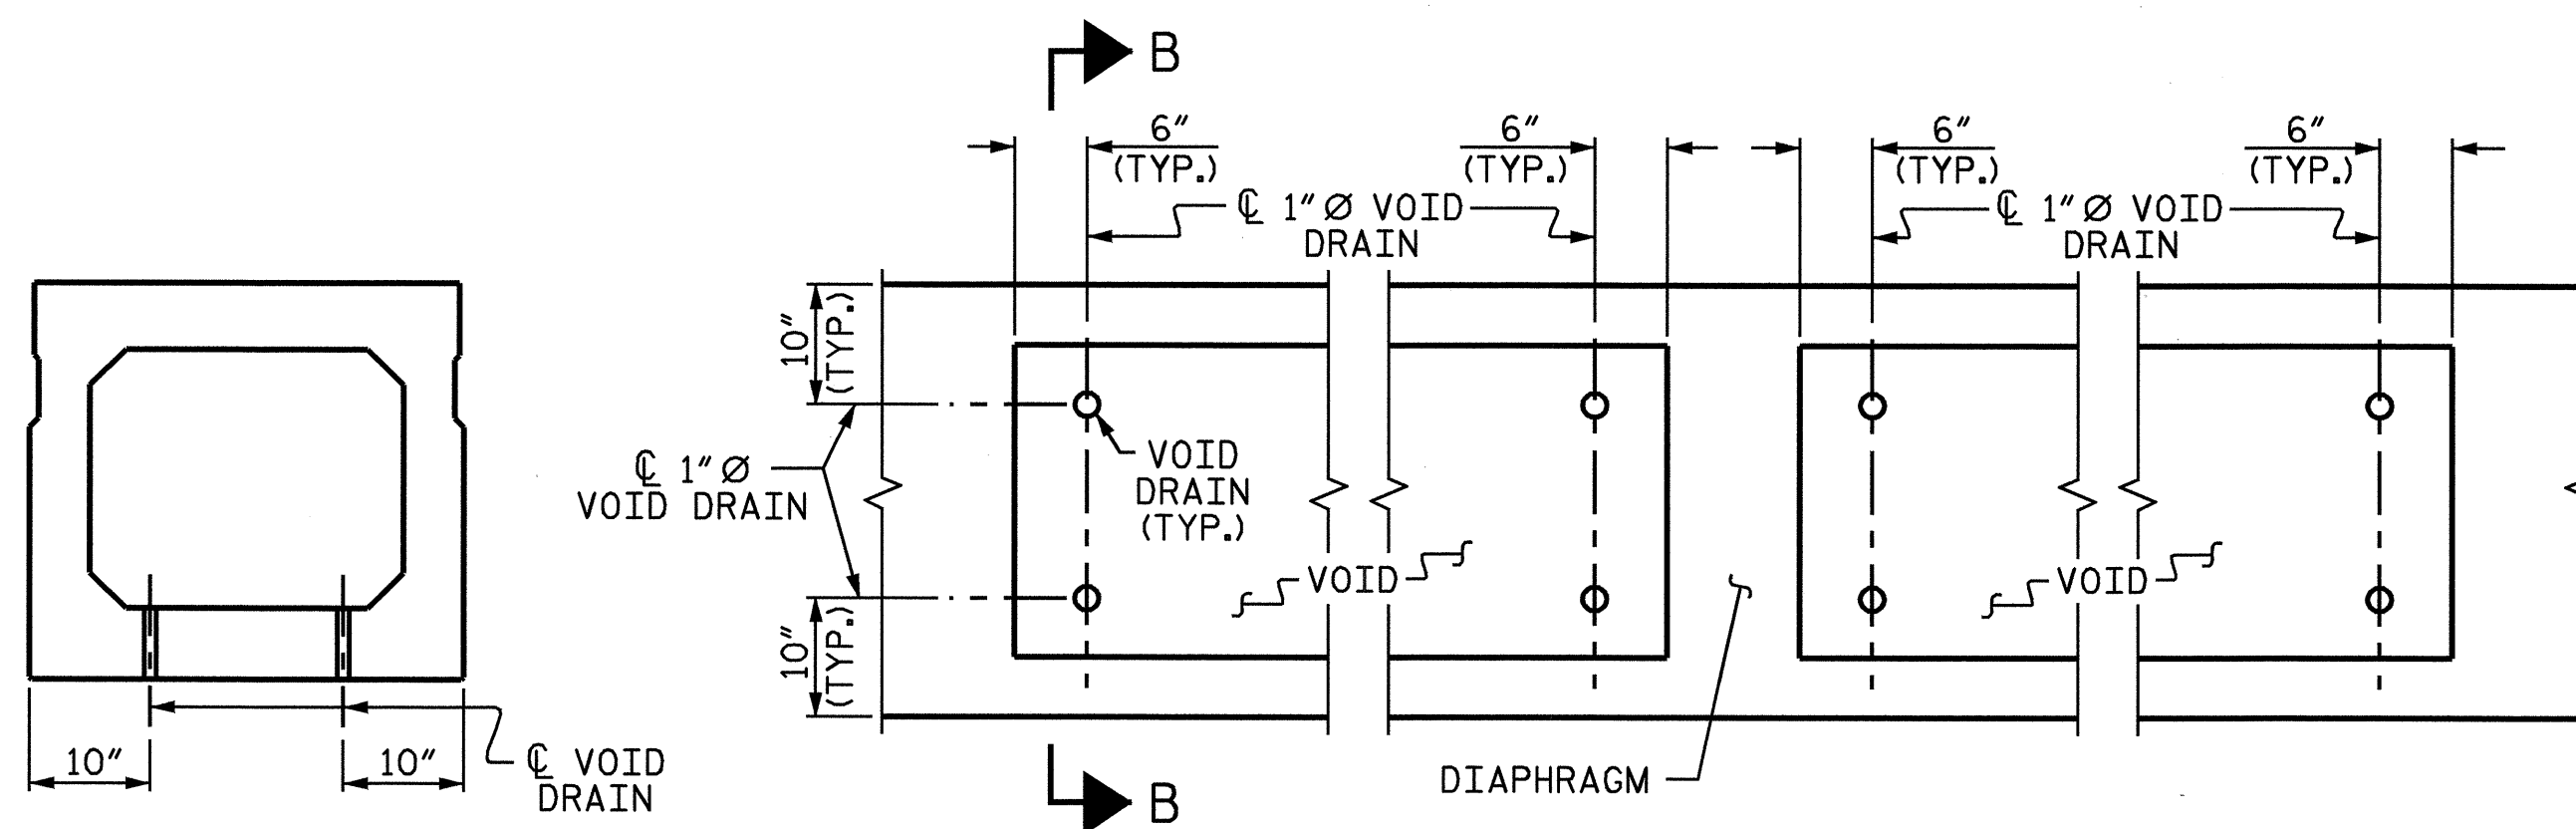 B
6" 6" 6" 6"
(TYP.) (TYP.) (TYP.) (TYP.)
℄ 1"Ø VOID
DRAIN
℄ 1"Ø VOID
DRAIN
10"
(TYP.)
℄ 1"Ø
VOID DRAIN
VOID
DRAIN
(TYP.)
VOID
VOID
10"
(TYP.)
10" 10"
℄ VOID
DRAIN
DIAPHRAGM
B